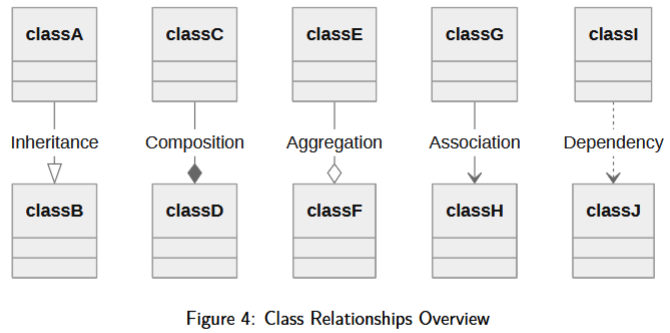 classA classC classE classG classI
Inheritance Composition Aggregation Association Dependency
classB classD classF classH classJ
Figure 4: Class Relationships Overview